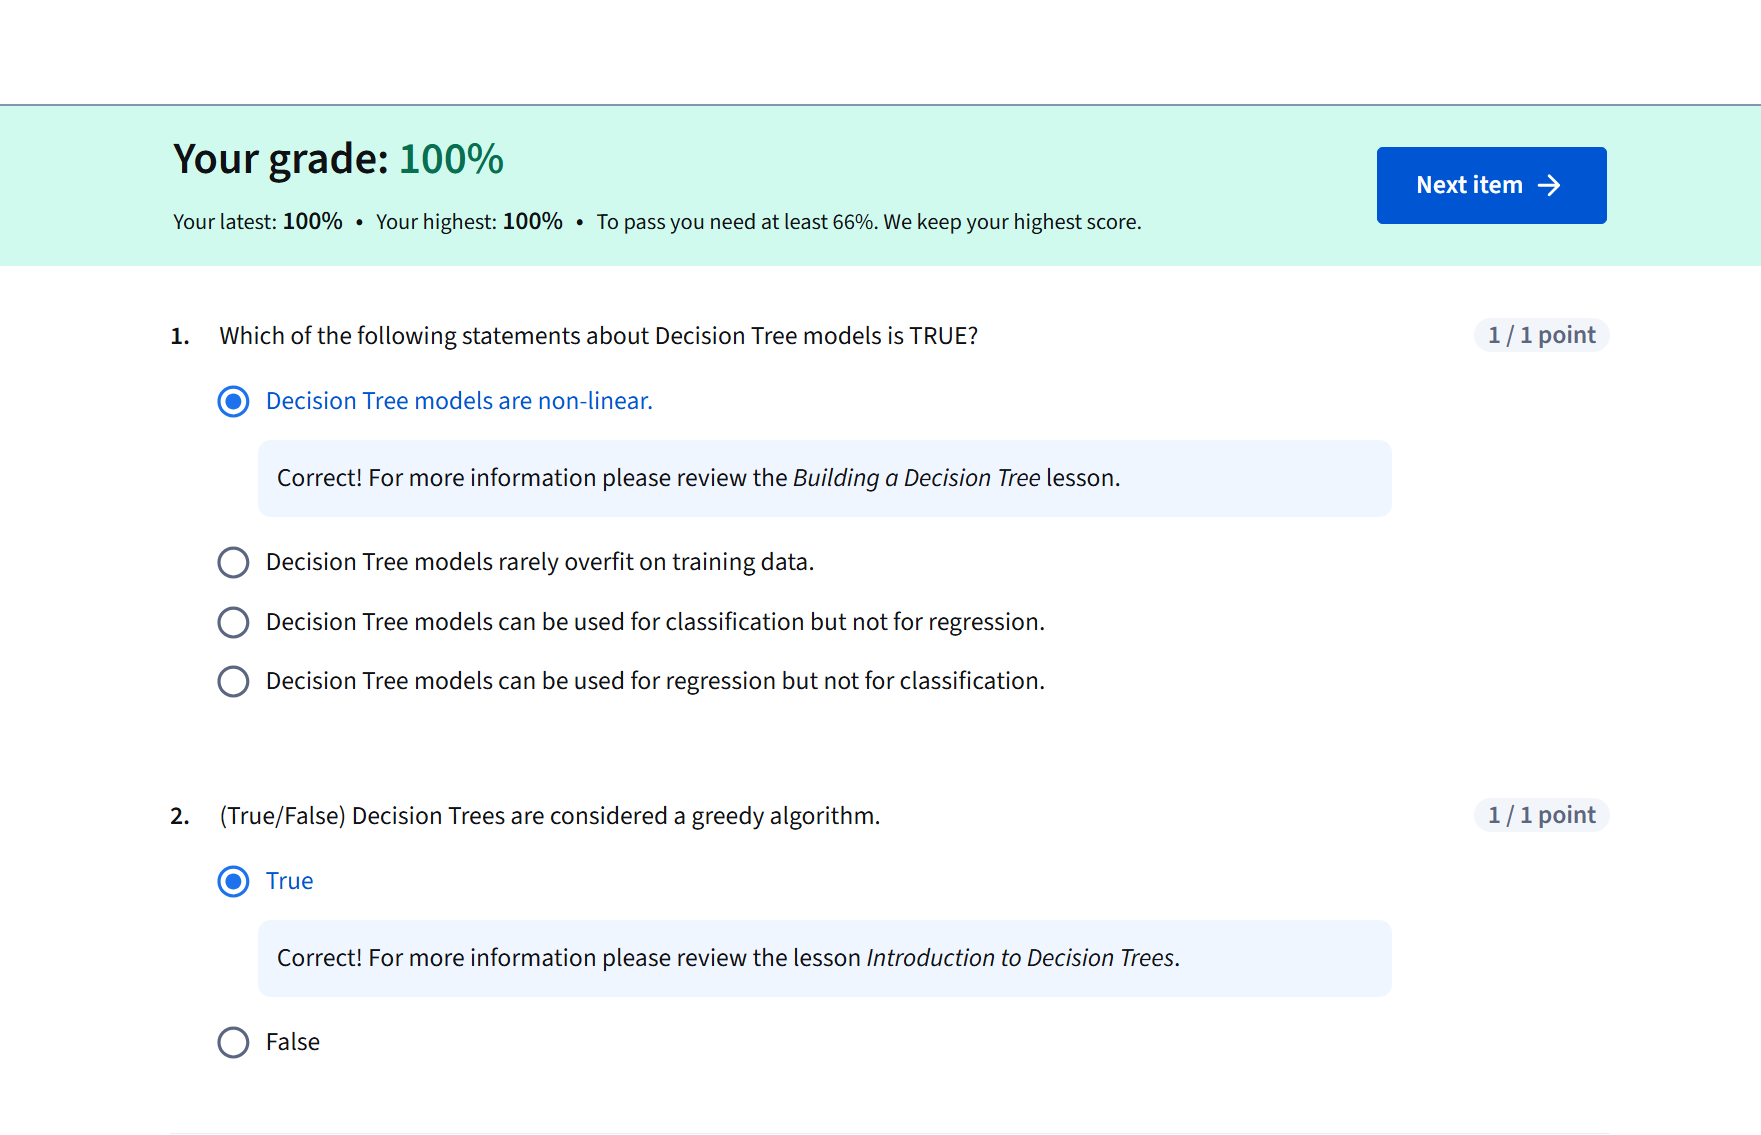 Your grade: 100%
Your latest: 100% • Your highest: 100% • To pass you need at least 66%. We keep your highest score.
Next item →
1. Which of the following statements about Decision Tree models is TRUE?
1 / 1 point
Decision Tree models are non-linear.
Correct! For more information please review the Building a Decision Tree lesson.
Decision Tree models rarely overfit on training data.
Decision Tree models can be used for classification but not for regression.
Decision Tree models can be used for regression but not for classification.
2. (True/False) Decision Trees are considered a greedy algorithm.
1 / 1 point
True
Correct! For more information please review the lesson Introduction to Decision Trees.
False